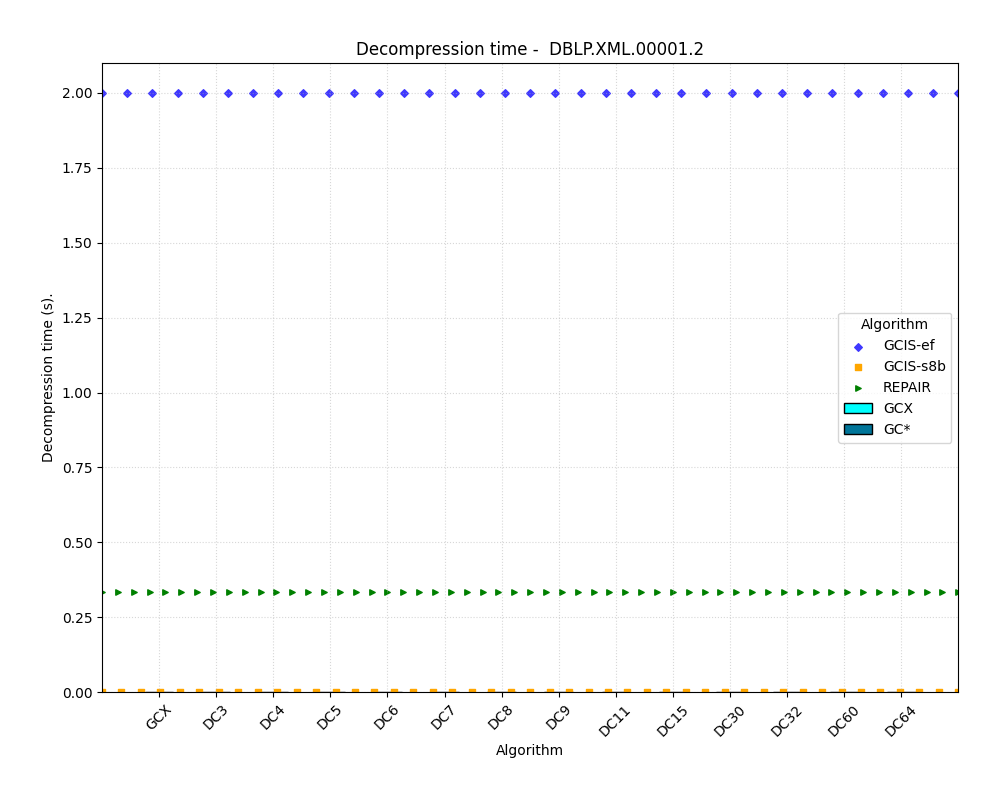 Decompression time -  DBLP.XML.00001.2
2.00
1.75
1.50
1.25
1.00
0.75
0.50
0.25
0.00
Decompression time (s).
Algorithm
GCIS-ef
GCIS-s8b
REPAIR
GCX
GC*
GCX
DC3
DC4
DC5
DC6
DC7
DC8
DC9
DC11
DC15
DC30
DC32
DC60
DC64
Algorithm